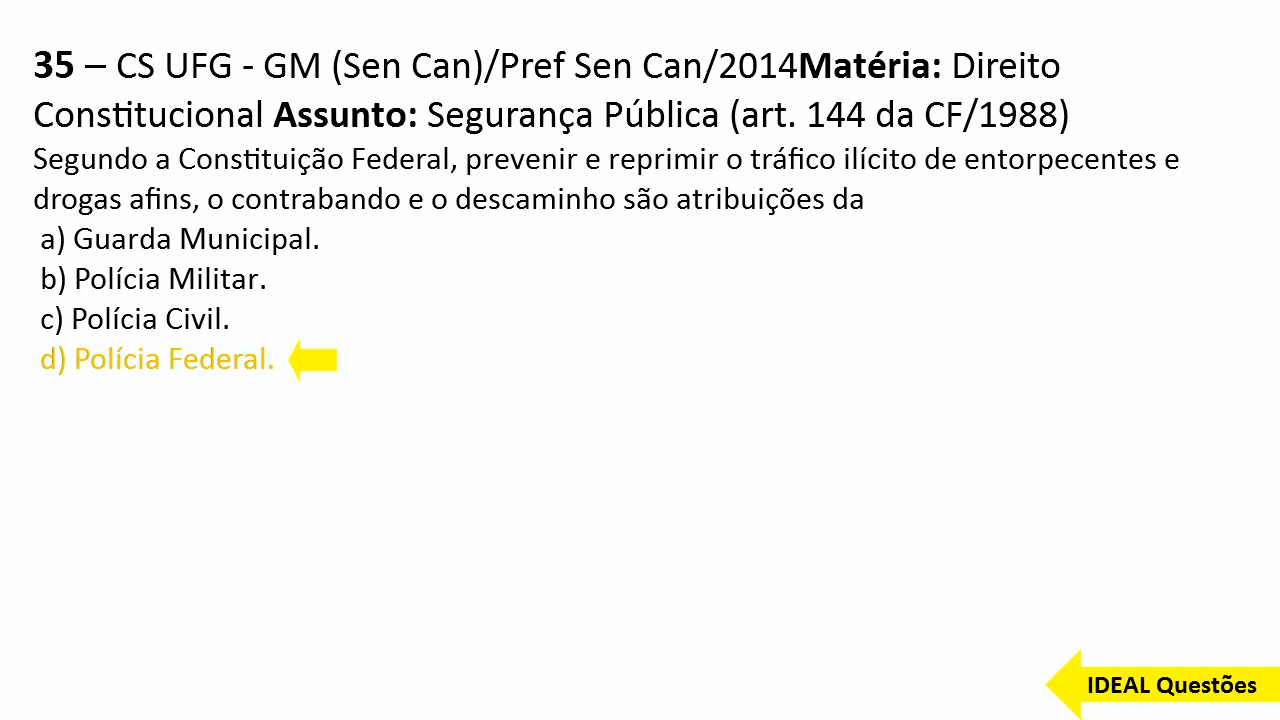 35 – CS UFG - GM (Sen Can)/Pref Sen Can/2014Matéria: Direito
Constitucional Assunto: Segurança Pública (art. 144 da CF/1988)
Segundo a Constituição Federal, prevenir e reprimir o tráfico ilícito de entorpecentes e
drogas afins, o contrabando e o descaminho são atribuições da
a) Guarda Municipal.
b) Polícia Militar.
c) Polícia Civil.
d) Polícia Federal.
IDEAL Questões